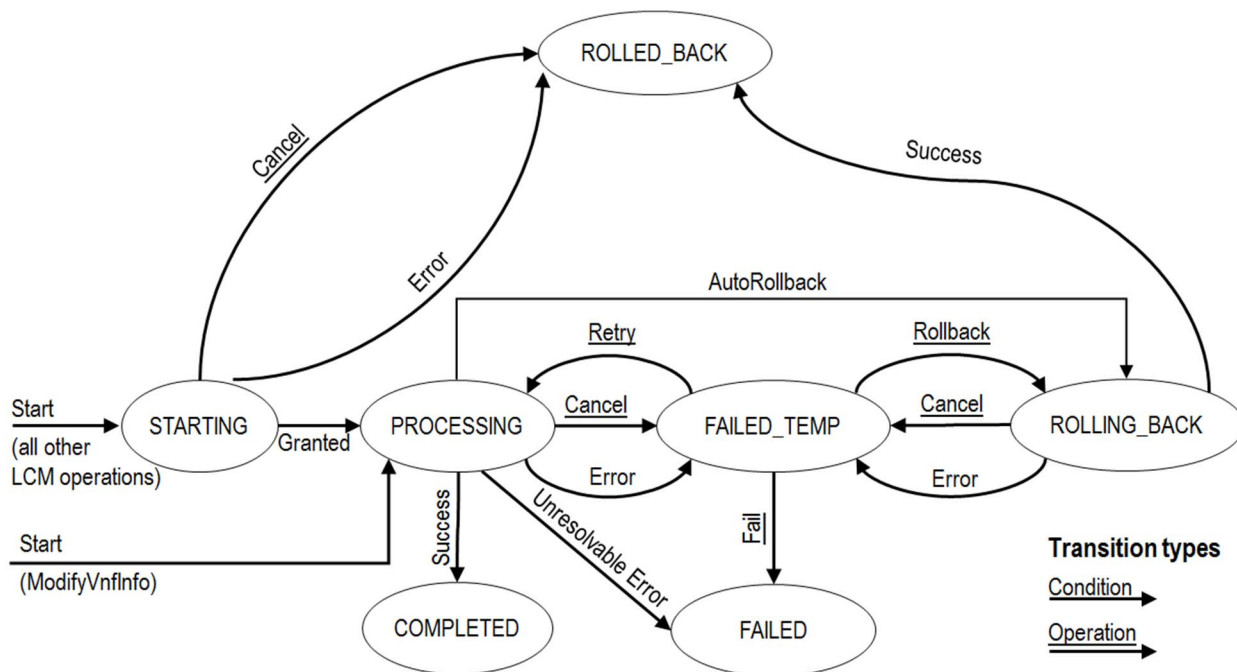 ROLLED_BACK
Cancel
Success
Error
AutoRollback
Retry
Rollback
Start
STARTING
Granted
PROCESSING
Cancel
FAILED_TEMP
Cancel
ROLLING_BACK
(all other
LCM operations)
Error
Error
Start
(ModifyVnfInfo)
Success
Unresolvable Error
Fail
Transition types
Condition
Operation
COMPLETED
FAILED